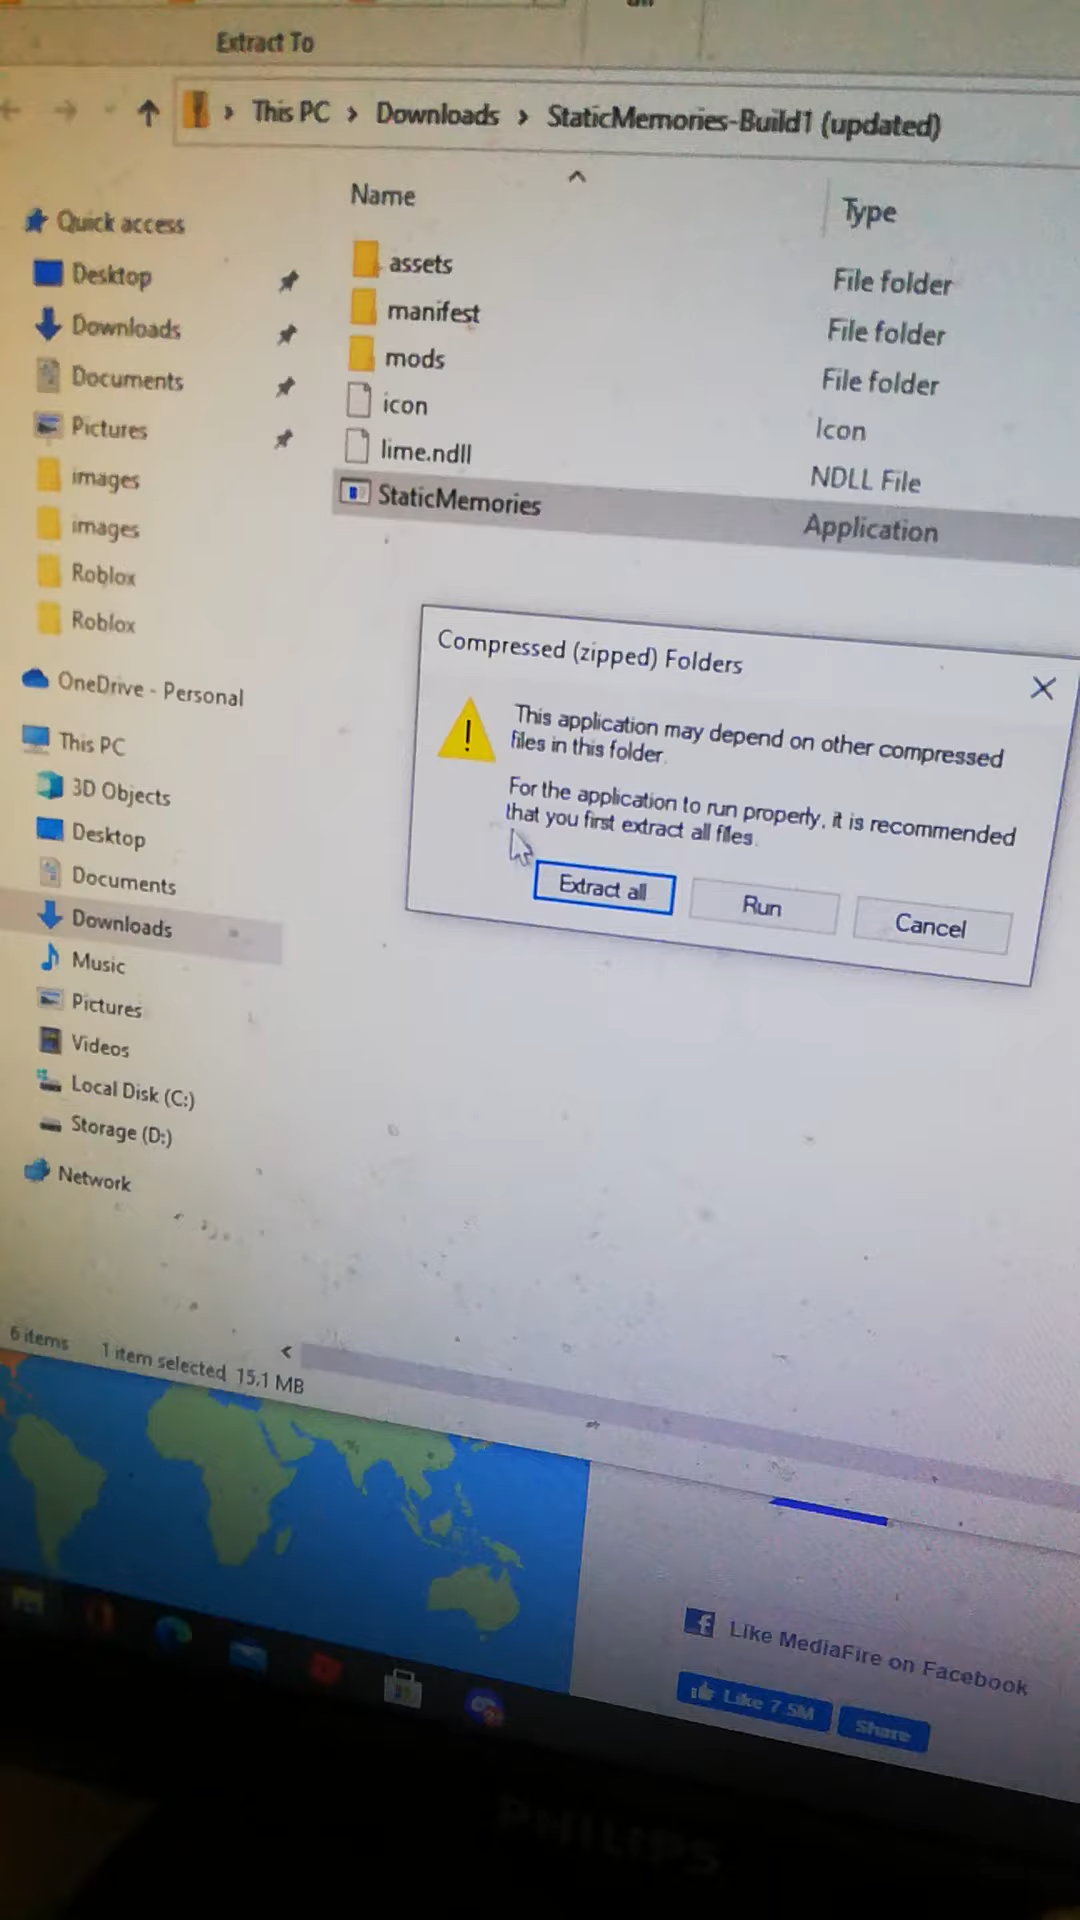 Extract To
This PC > Downloads > StaticMemories-Build1 (updated)
Name
Type
Quick access
Desktop
Downloads
Documents
Pictures
images
images
Roblox
Roblox
OneDrive - Personal
This PC
3D Objects
Desktop
Documents
Downloads
Music
Pictures
Videos
Local Disk (C:)
Storage (D:)
Network
assets
File folder
manifest
File folder
mods
File folder
icon
Icon
lime.ndll
NDLL File
StaticMemories
Application
Compressed (zipped) Folders
This application may depend on other compressed
files in this folder.
For the application to run properly, it is recommended
that you first extract all files.
Extract all
Run
Cancel
6 items
1 item selected 15,1 MB
Like MediaFire on Facebook
Like 7.5M
Share
PHILIPS